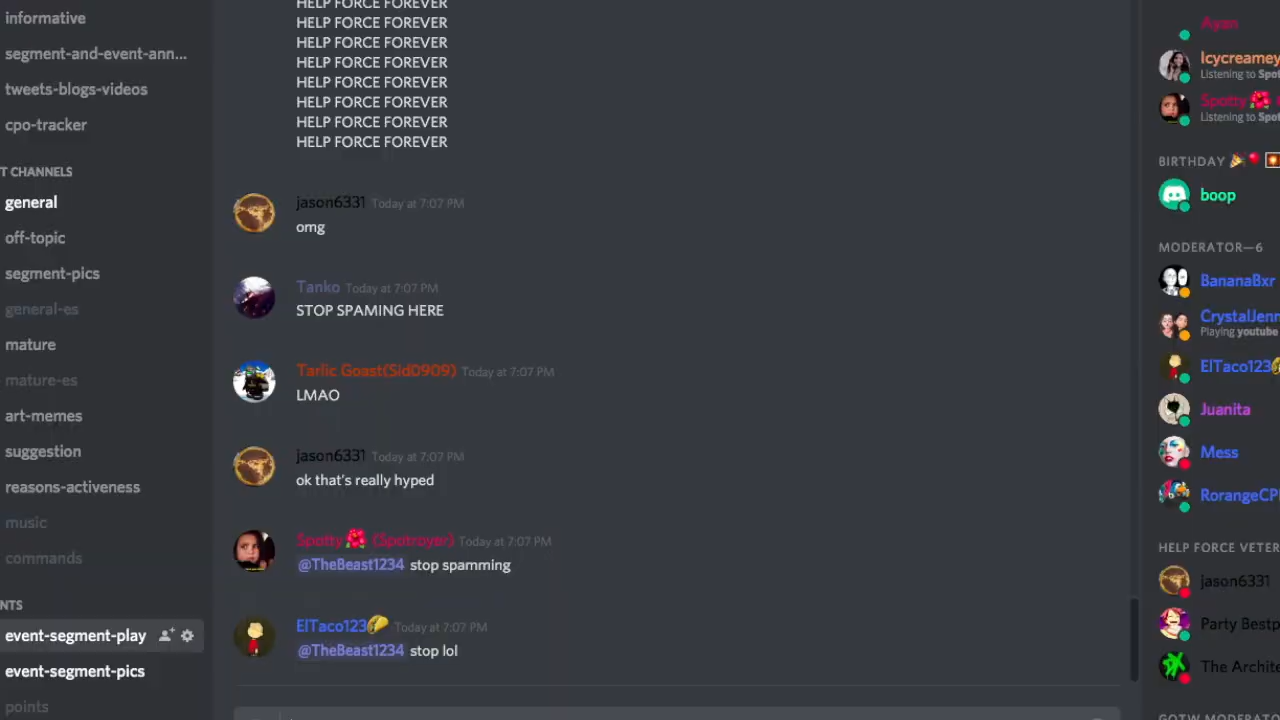 informative
segment-and-event-ann...
tweets-blogs-videos
cpo-tracker
T CHANNELS
general
off-topic
segment-pics
general-es
mature
mature-es
art-memes
suggestion
reasons-activeness
music
commands
NTS
event-segment-play
event-segment-pics
points
HELP FORCE FOREVER
HELP FORCE FOREVER
HELP FORCE FOREVER
HELP FORCE FOREVER
HELP FORCE FOREVER
HELP FORCE FOREVER
HELP FORCE FOREVER
HELP FORCE FOREVER
jason6331 Today at 7:07 PM
omg
Tanko Today at 7:07 PM
STOP SPAMING HERE
Tarlic Goast(Sid0909) Today at 7:07 PM
LMAO
jason6331 Today at 7:07 PM
ok that's really hyped
Spotty🌺 (Spotroyer) Today at 7:07 PM
@TheBeast1234 stop spamming
ElTaco123🌮 Today at 7:07 PM
@TheBeast1234 stop lol
Ayan
Icycreamey
Listening to Spot
Spotty🌺
Listening to Spot
BIRTHDAY 🎉🎈
boop
MODERATOR—6
BananaBxr
CrystalJenn
Playing youtube
ElTaco123🌮
Juanita
Mess
RorangeCP
HELP FORCE VETER
jason6331
Party Bestp
The Archite
GOTW MODERATOR